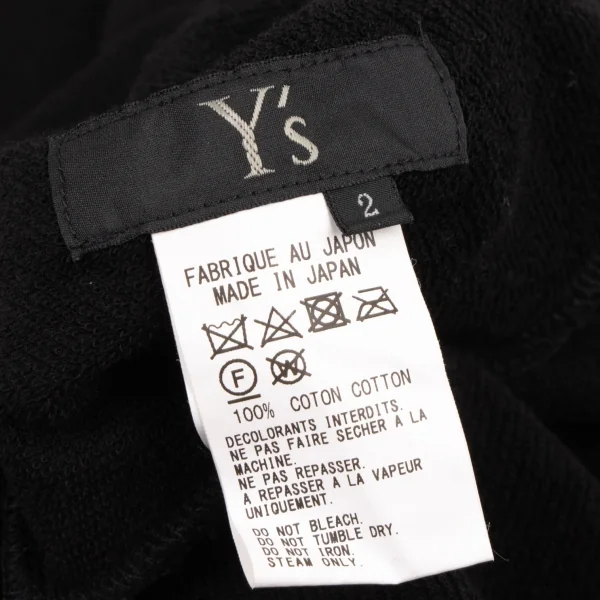 Y's
2
FABRIQUE AU JAPON
MADE IN JAPAN
F W
100% COTON COTTON
DECOLORANTS INTERDITS.
NE PAS FAIRE SECHER A LA
MACHINE.
NE PAS REPASSER.
A REPASSER A LA VAPEUR
UNIQUEMENT.
DO NOT BLEACH.
DO NOT TUMBLE DRY.
DO NOT IRON.
STEAM ONLY.